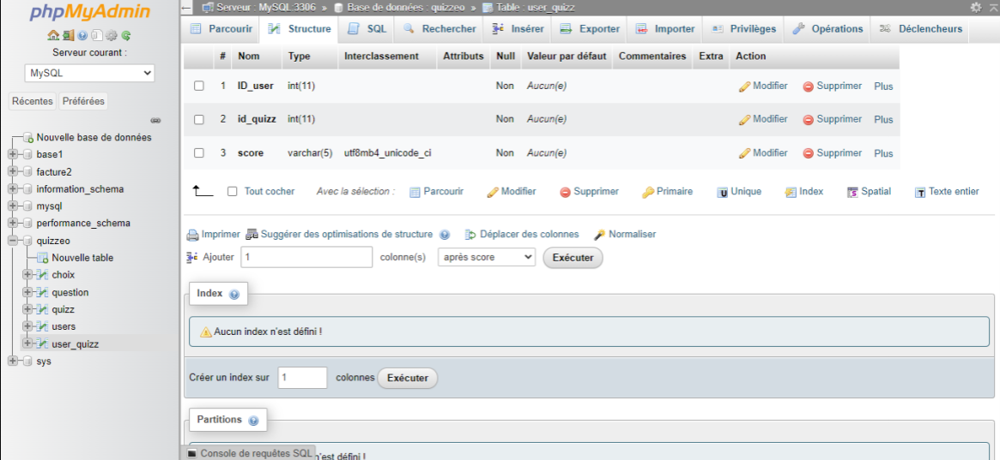 phpMyAdmin
Serveur courant :
MySQL
Récentes Préférées
Nouvelle base de données
base1
facture2
information_schema
mysql
performance_schema
quizzeo
Nouvelle table
choix
question
quizz
users
user_quizz
sys
Serveur : MySQL:3306 » Base de données : quizzeo » Table : user_quizz
Parcourir Structure SQL Rechercher Insérer Exporter Importer Privilèges Opérations Déclencheurs
# Nom Type Interclassement Attributs Null Valeur par défaut Commentaires Extra Action
1 ID_user int(11) Non Aucun(e) Modifier Supprimer Plus
2 id_quizz int(11) Non Aucun(e) Modifier Supprimer Plus
3 score varchar(5) utf8mb4_unicode_ci Non Aucun(e) Modifier Supprimer Plus
Tout cocher Avec la sélection : Parcourir Modifier Supprimer Primaire Unique Index Spatial Texte entier
Imprimer Suggérer des optimisations de structure Déplacer des colonnes Normaliser
Ajouter 1 colonne(s) après score Exécuter
Index
Aucun index n'est défini !
Créer un index sur 1 colonnes Exécuter
Partitions
Console de requêtes SQL n'est défini !